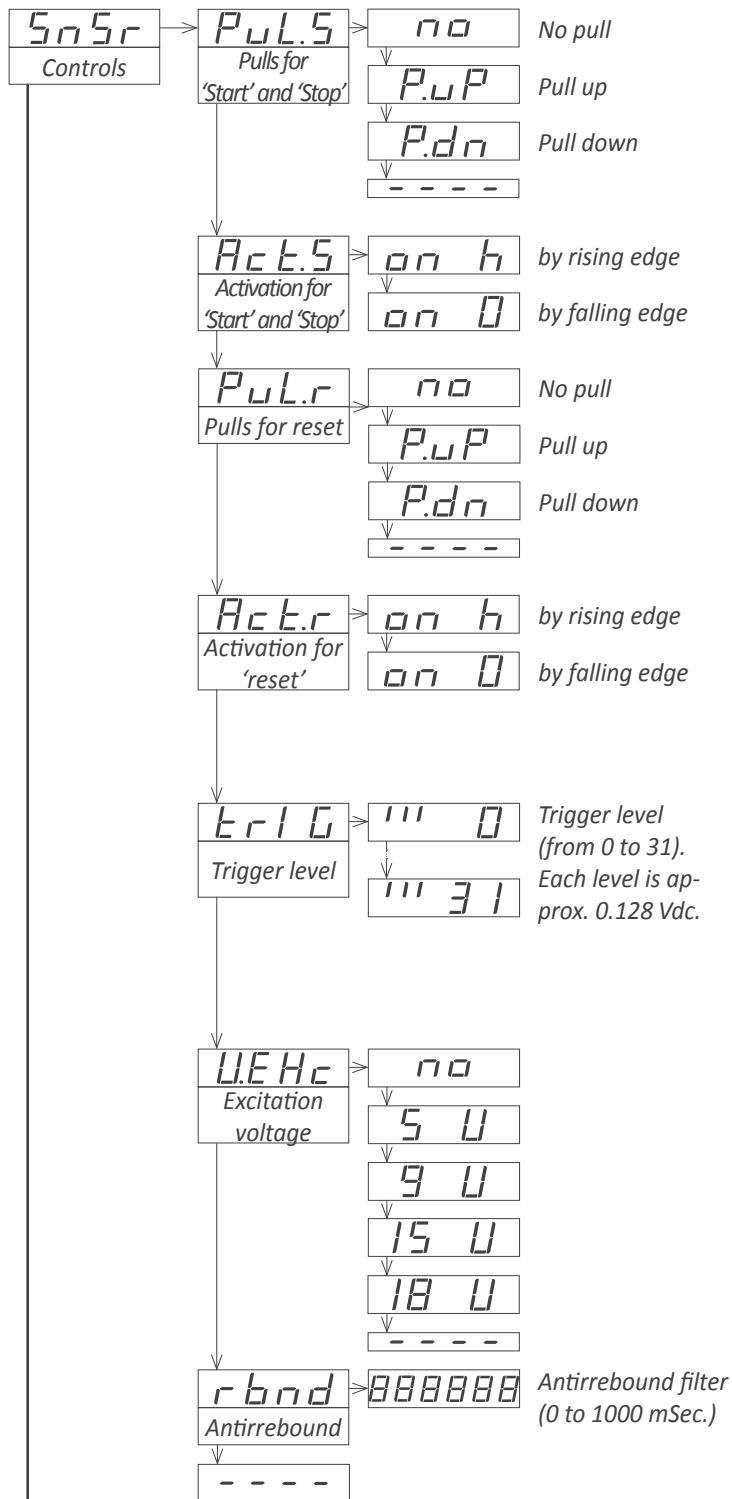 SnSr
PuL.S
no
No pull
Controls
Pulls for
‘Start’ and ‘Stop’
P.uP
Pull up
P.dn
Pull down
- - - -
Act.S
on h
by rising edge
Activation for
‘Start’ and ‘Stop’
on 0
by falling edge
PuL.r
no
No pull
Pulls for reset
P.uP
Pull up
P.dn
Pull down
- - - -
Act.r
on h
by rising edge
Activation for
‘reset’
on 0
by falling edge
trIG
''' 0
Trigger level
(from 0 to 31).
Each level is ap-
prox. 0.128 Vdc.
Trigger level
''' 31
V.EHc
no
Excitation
voltage
5 V
9 V
15 V
18 V
- - - -
rbnd
888888
Antirrebound filter
(0 to 1000 mSec.)
Antirrebound
- - - -